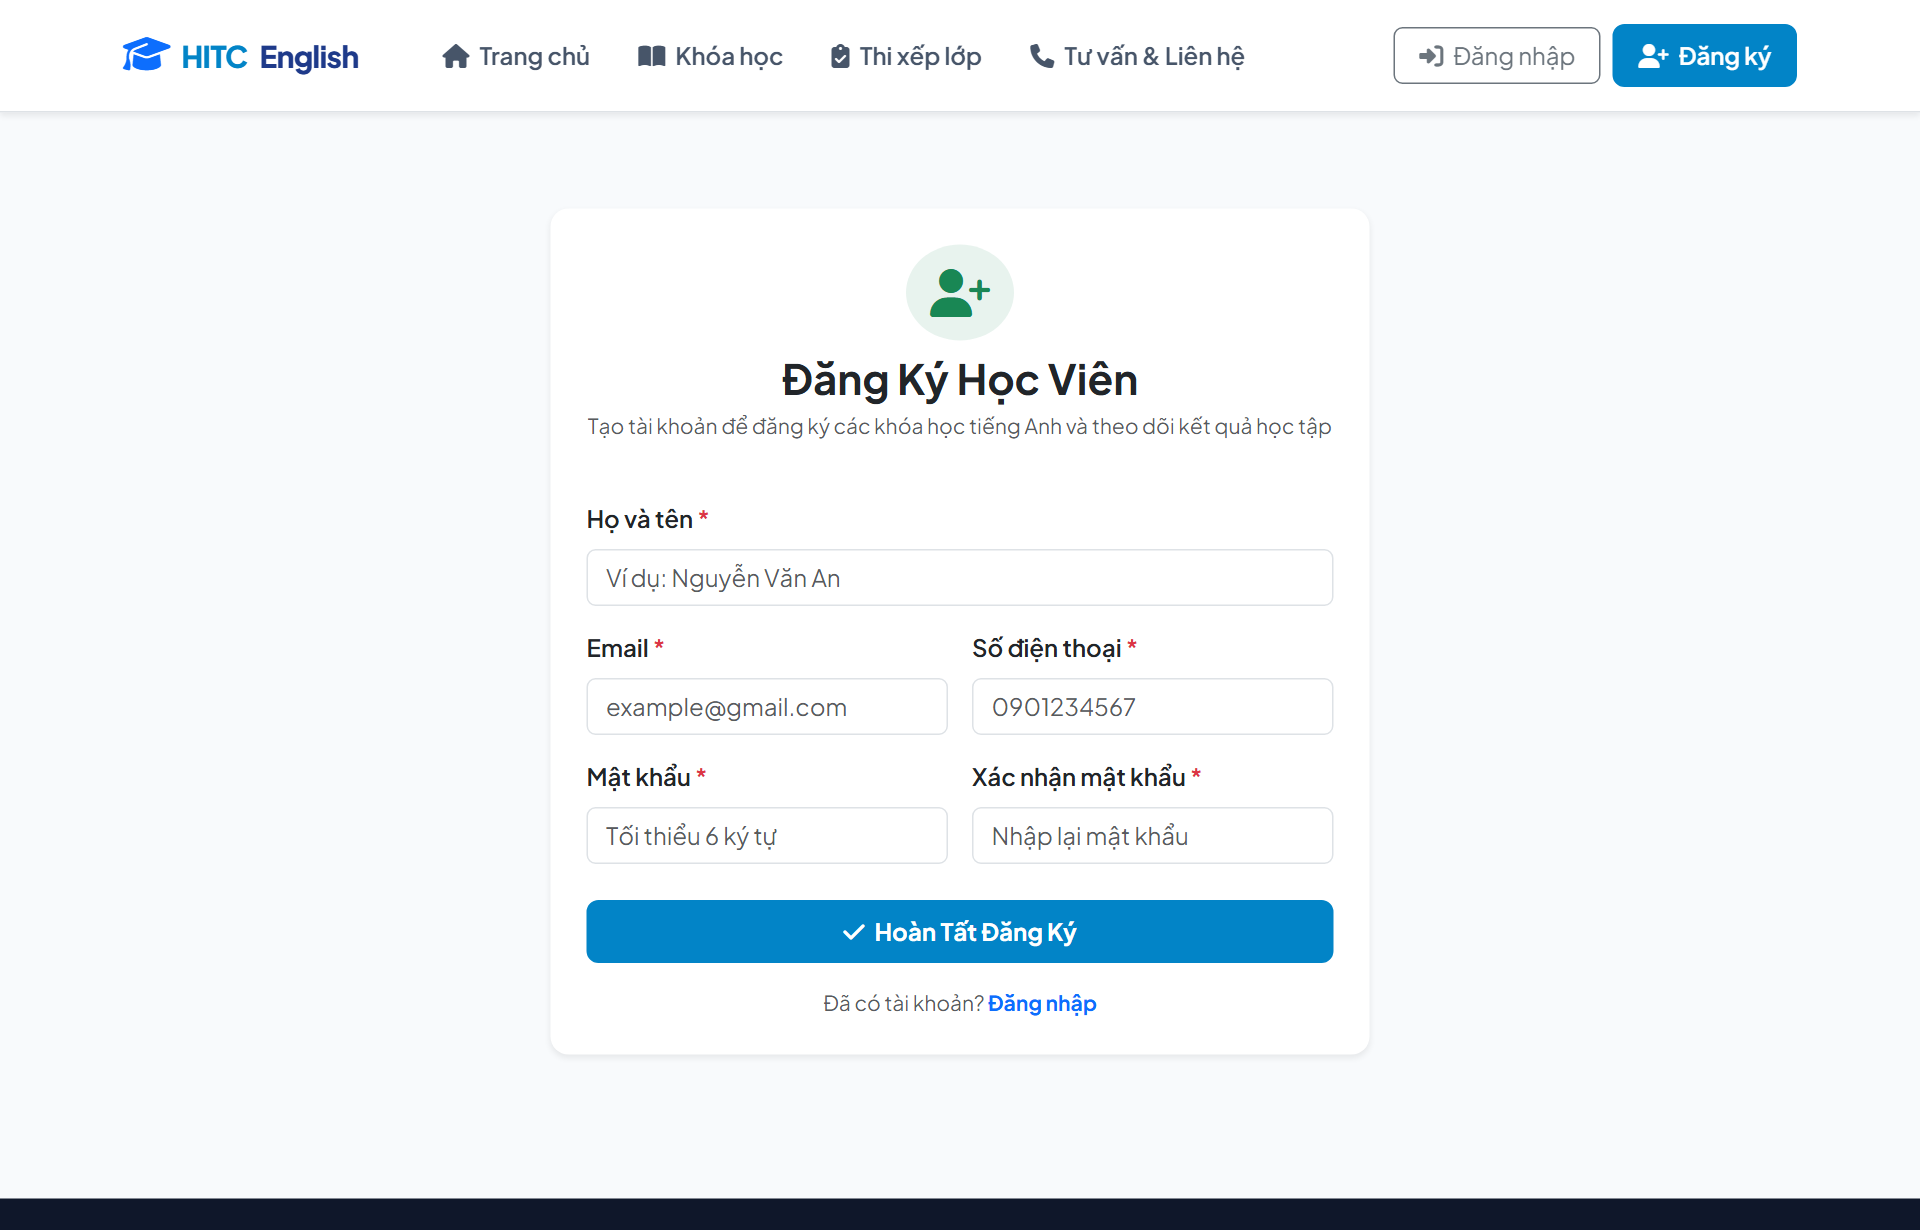 HITC English
Trang chủ
Khóa học
Thi xếp lớp
Tư vấn & Liên hệ
Đăng nhập
Đăng ký
Đăng Ký Học Viên
Tạo tài khoản để đăng ký các khóa học tiếng Anh và theo dõi kết quả học tập
Họ và tên *
Ví dụ: Nguyễn Văn An
Email *
Số điện thoại *
example@gmail.com
0901234567
Mật khẩu *
Xác nhận mật khẩu *
Tối thiểu 6 ký tự
Nhập lại mật khẩu
Hoàn Tất Đăng Ký
Đã có tài khoản? Đăng nhập